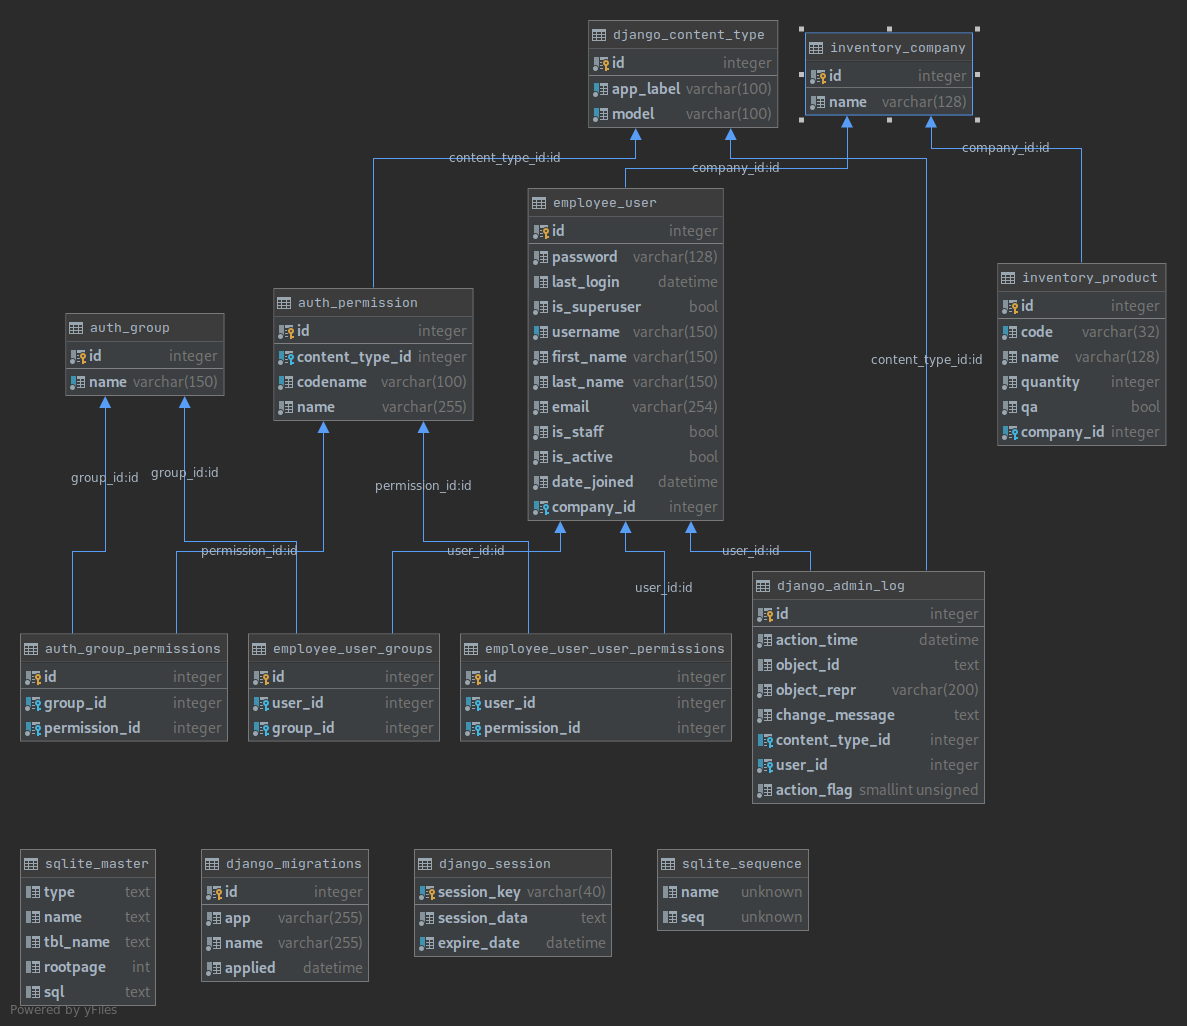 django_content_type
id integer
app_label varchar(100)
model varchar(100)
inventory_company
id integer
name varchar(128)
content_type_id:id
company_id:id
company_id:id
employee_user
id integer
password varchar(128)
last_login datetime
is_superuser bool
username varchar(150)
first_name varchar(150)
last_name varchar(150)
email varchar(254)
is_staff bool
is_active bool
date_joined datetime
company_id integer
inventory_product
id integer
code varchar(32)
name varchar(128)
quantity integer
qa bool
company_id integer
auth_permission
id integer
content_type_id integer
codename varchar(100)
name varchar(255)
auth_group
id integer
name varchar(150)
content_type_id:id
group_id:id
group_id:id
permission_id:id
permission_id:id
user_id:id
user_id:id
user_id:id
django_admin_log
id integer
action_time datetime
object_id text
object_repr varchar(200)
change_message text
content_type_id integer
user_id integer
action_flag smallint unsigned
auth_group_permissions
id integer
group_id integer
permission_id integer
employee_user_groups
id integer
user_id integer
group_id integer
employee_user_user_permissions
id integer
user_id integer
permission_id integer
sqlite_master
type text
name text
tbl_name text
rootpage int
sql text
django_migrations
id integer
app varchar(255)
name varchar(255)
applied datetime
django_session
session_key varchar(40)
session_data text
expire_date datetime
sqlite_sequence
name unknown
seq unknown
Powered by yFiles